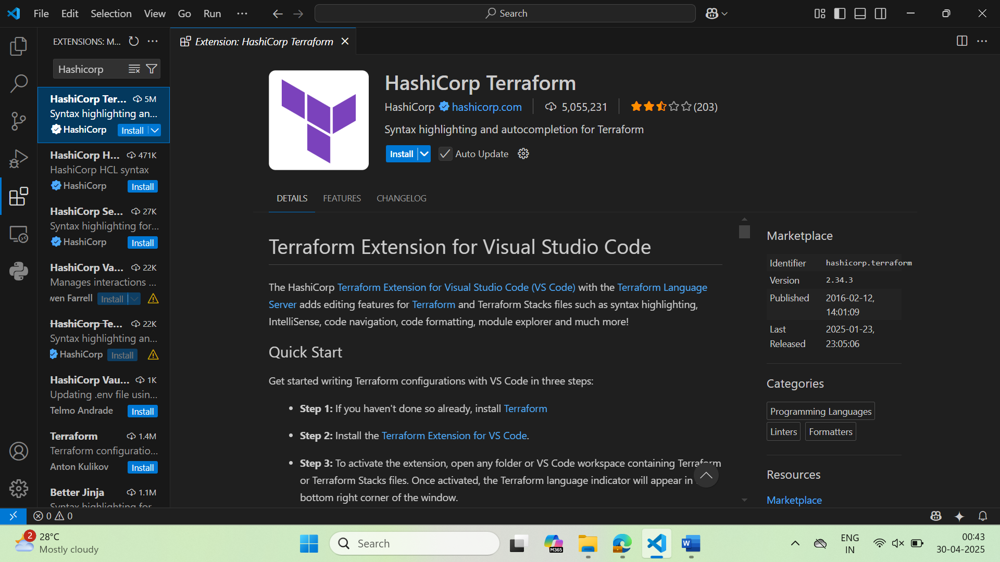 File Edit Selection View Go Run
Search
EXTENSIONS: M...
Extension: HashiCorp Terraform
Hashicorp
HashiCorp Ter... 5M
Syntax highlighting an...
HashiCorp Install
HashiCorp H... 471K
HashiCorp HCL syntax
HashiCorp Install
HashiCorp Se... 27K
Syntax highlighting for...
HashiCorp Install
HashiCorp Va... 22K
Manages interactions ...
wen Farrell Install
HashiCorp Te... 22K
Syntax highlighting an...
HashiCorp Install
HashiCorp Vau... 1K
Updating .env file usin...
Telmo Andrade Install
Terraform 1.4M
Terraform configuratio...
Anton Kulikov Install
Better Jinja 1.1M
Syntax highlighting for
HashiCorp Terraform
HashiCorp hashicorp.com 5,055,231 (203)
Syntax highlighting and autocompletion for Terraform
Install Auto Update
DETAILS FEATURES CHANGELOG
Terraform Extension for Visual Studio Code
The HashiCorp Terraform Extension for Visual Studio Code (VS Code) with the Terraform Language
Server adds editing features for Terraform and Terraform Stacks files such as syntax highlighting,
IntelliSense, code navigation, code formatting, module explorer and much more!
Quick Start
Get started writing Terraform configurations with VS Code in three steps:
• Step 1: If you haven't done so already, install Terraform
• Step 2: Install the Terraform Extension for VS Code.
• Step 3: To activate the extension, open any folder or VS Code workspace containing Terraform
or Terraform Stacks files. Once activated, the Terraform language indicator will appear in
bottom right corner of the window.
Marketplace
Identifier hashicorp.terraform
Version 2.34.3
Published 2016-02-12,
14:01:09
Last 2025-01-23,
Released 23:05:06
Categories
Programming Languages
Linters Formatters
Resources
Marketplace
0 0
2
28°C
Mostly cloudy
Search
M365
ENG
IN
00:43
30-04-2025